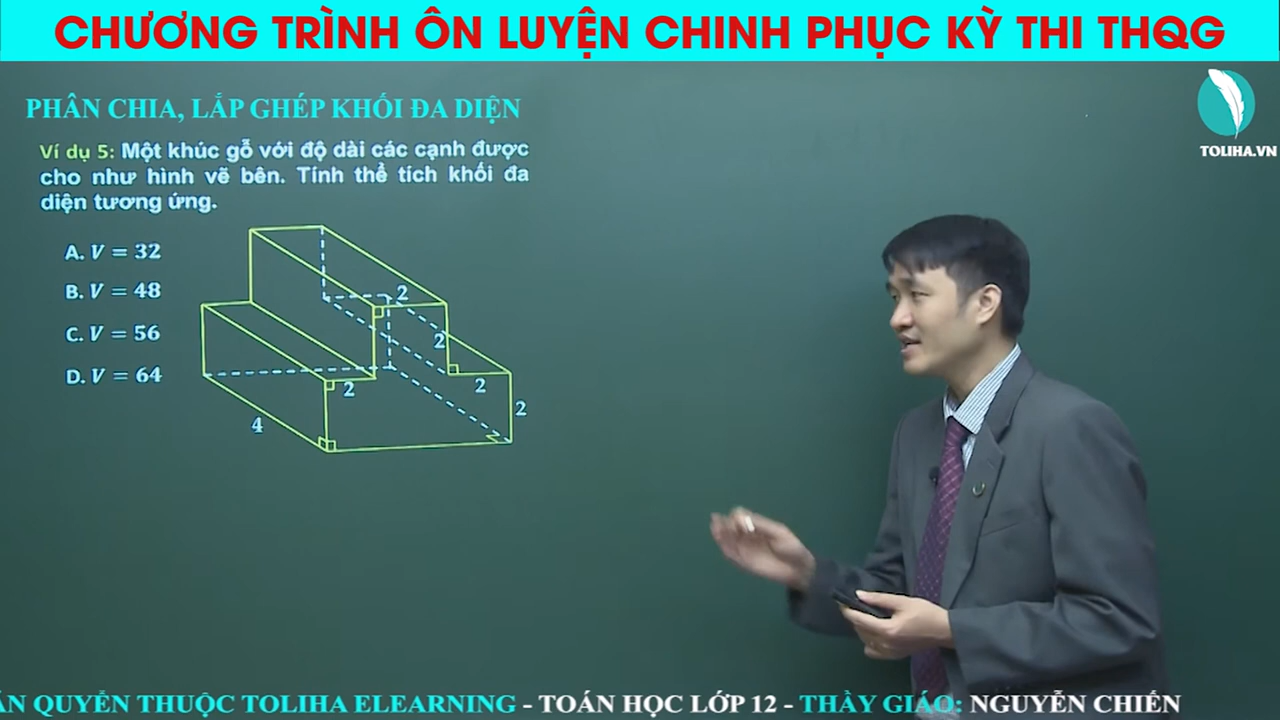 CHƯƠNG TRÌNH ÔN LUYỆN CHINH PHỤC KỲ THI THQG
TOLIHA.VN
PHÂN CHIA, LẮP GHÉP KHỐI ĐA DIỆN
Ví dụ 5: Một khúc gỗ với độ dài các cạnh được
cho như hình vẽ bên. Tính thể tích khối đa
diện tương ứng.
A. V = 32
B. V = 48
C. V = 56
D. V = 64
2
2
2
2
2
4
QUYỄN THUỘC TOLIHA ELEARNING - TOÁN HỌC LỚP 12 - THẦY GIÁO: NGUYỄN CHIẾN